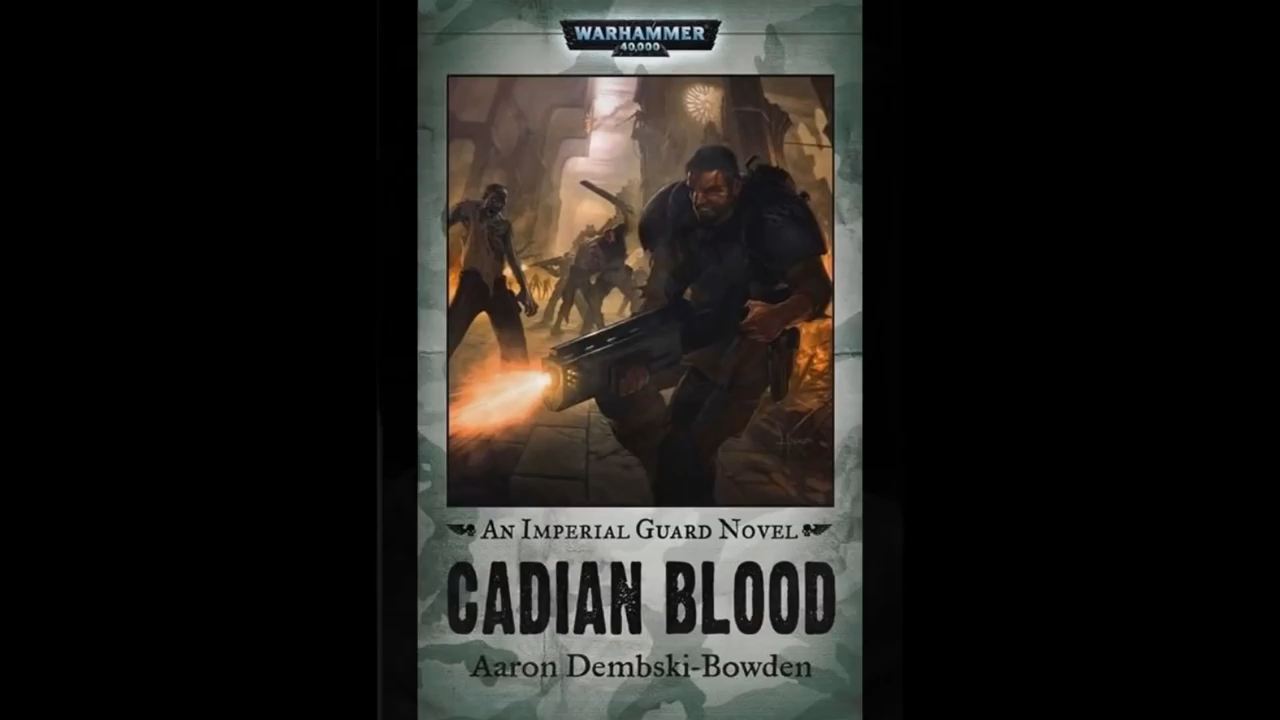 WARHAMMER
40,000
An Imperial Guard Novel
CADIAN BLOOD
Aaron Dembski-Bowden